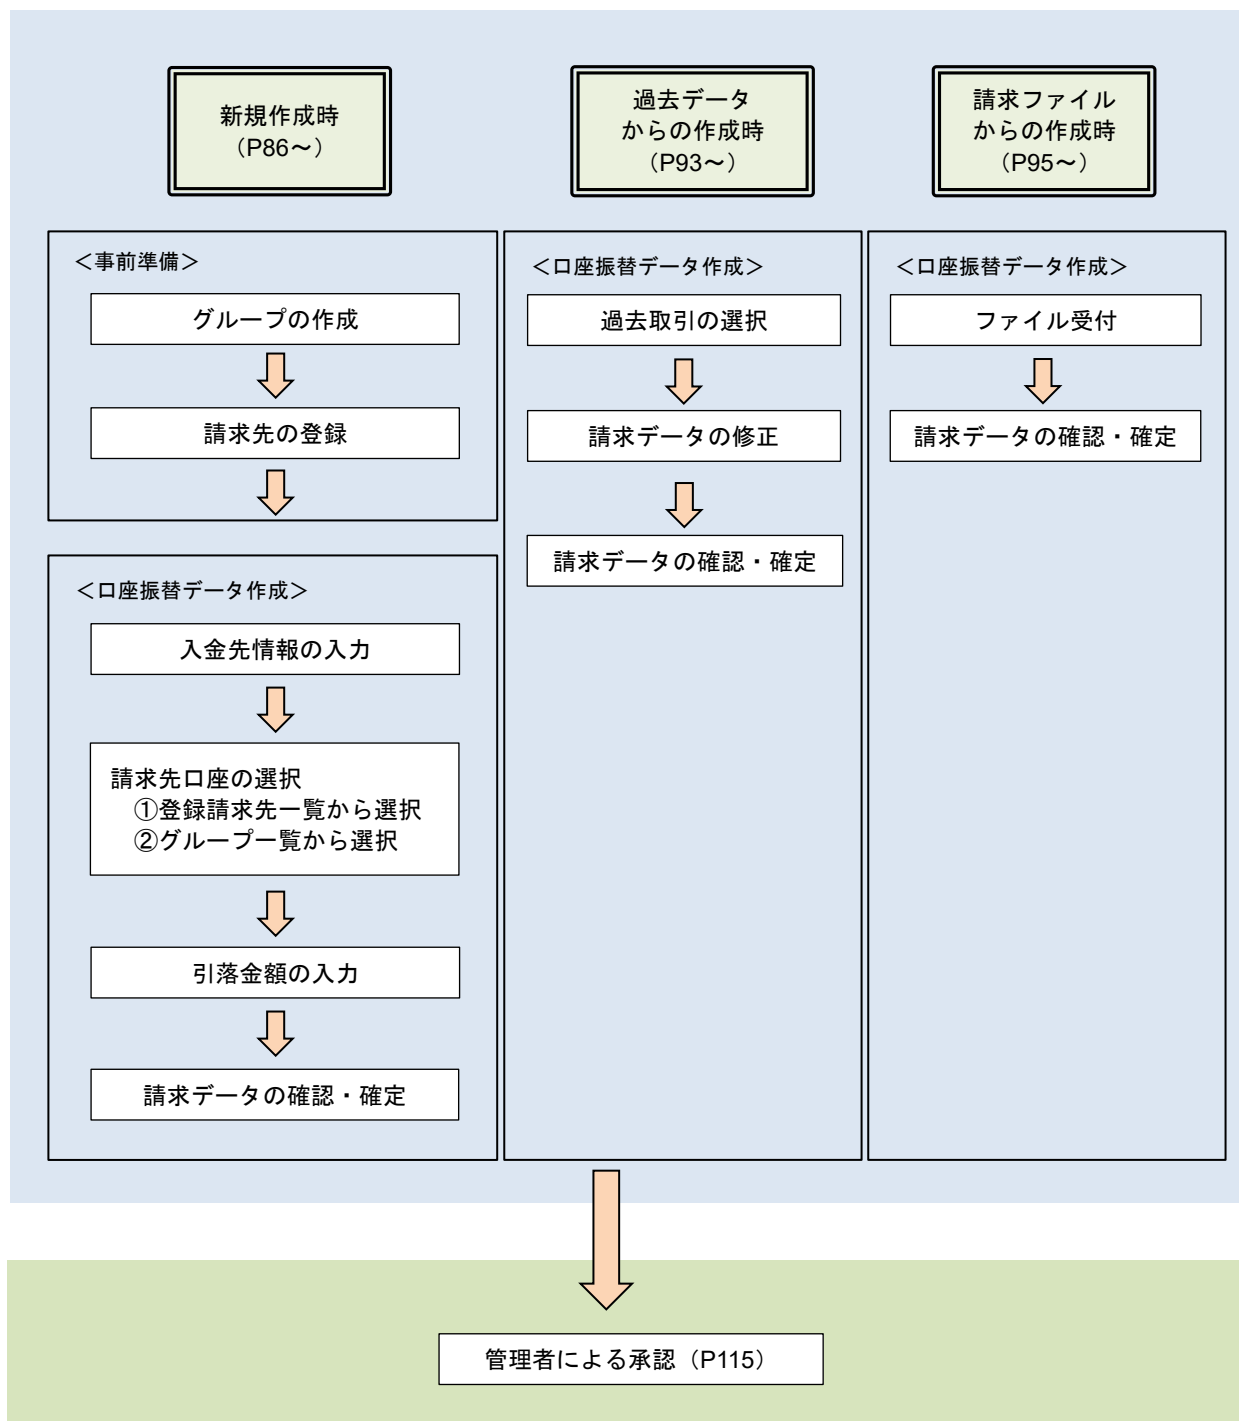 新規作成時
（P86～）
過去データ
からの作成時
（P93～）
請求ファイル
からの作成時
（P95～）
＜事前準備＞
グループの作成
請求先の登録
＜口座振替データ作成＞
入金先情報の入力
請求先口座の選択
①登録請求先一覧から選択
②グループ一覧から選択
引落金額の入力
請求データの確認・確定
＜口座振替データ作成＞
過去取引の選択
請求データの修正
請求データの確認・確定
＜口座振替データ作成＞
ファイル受付
請求データの確認・確定
管理者による承認（P115）